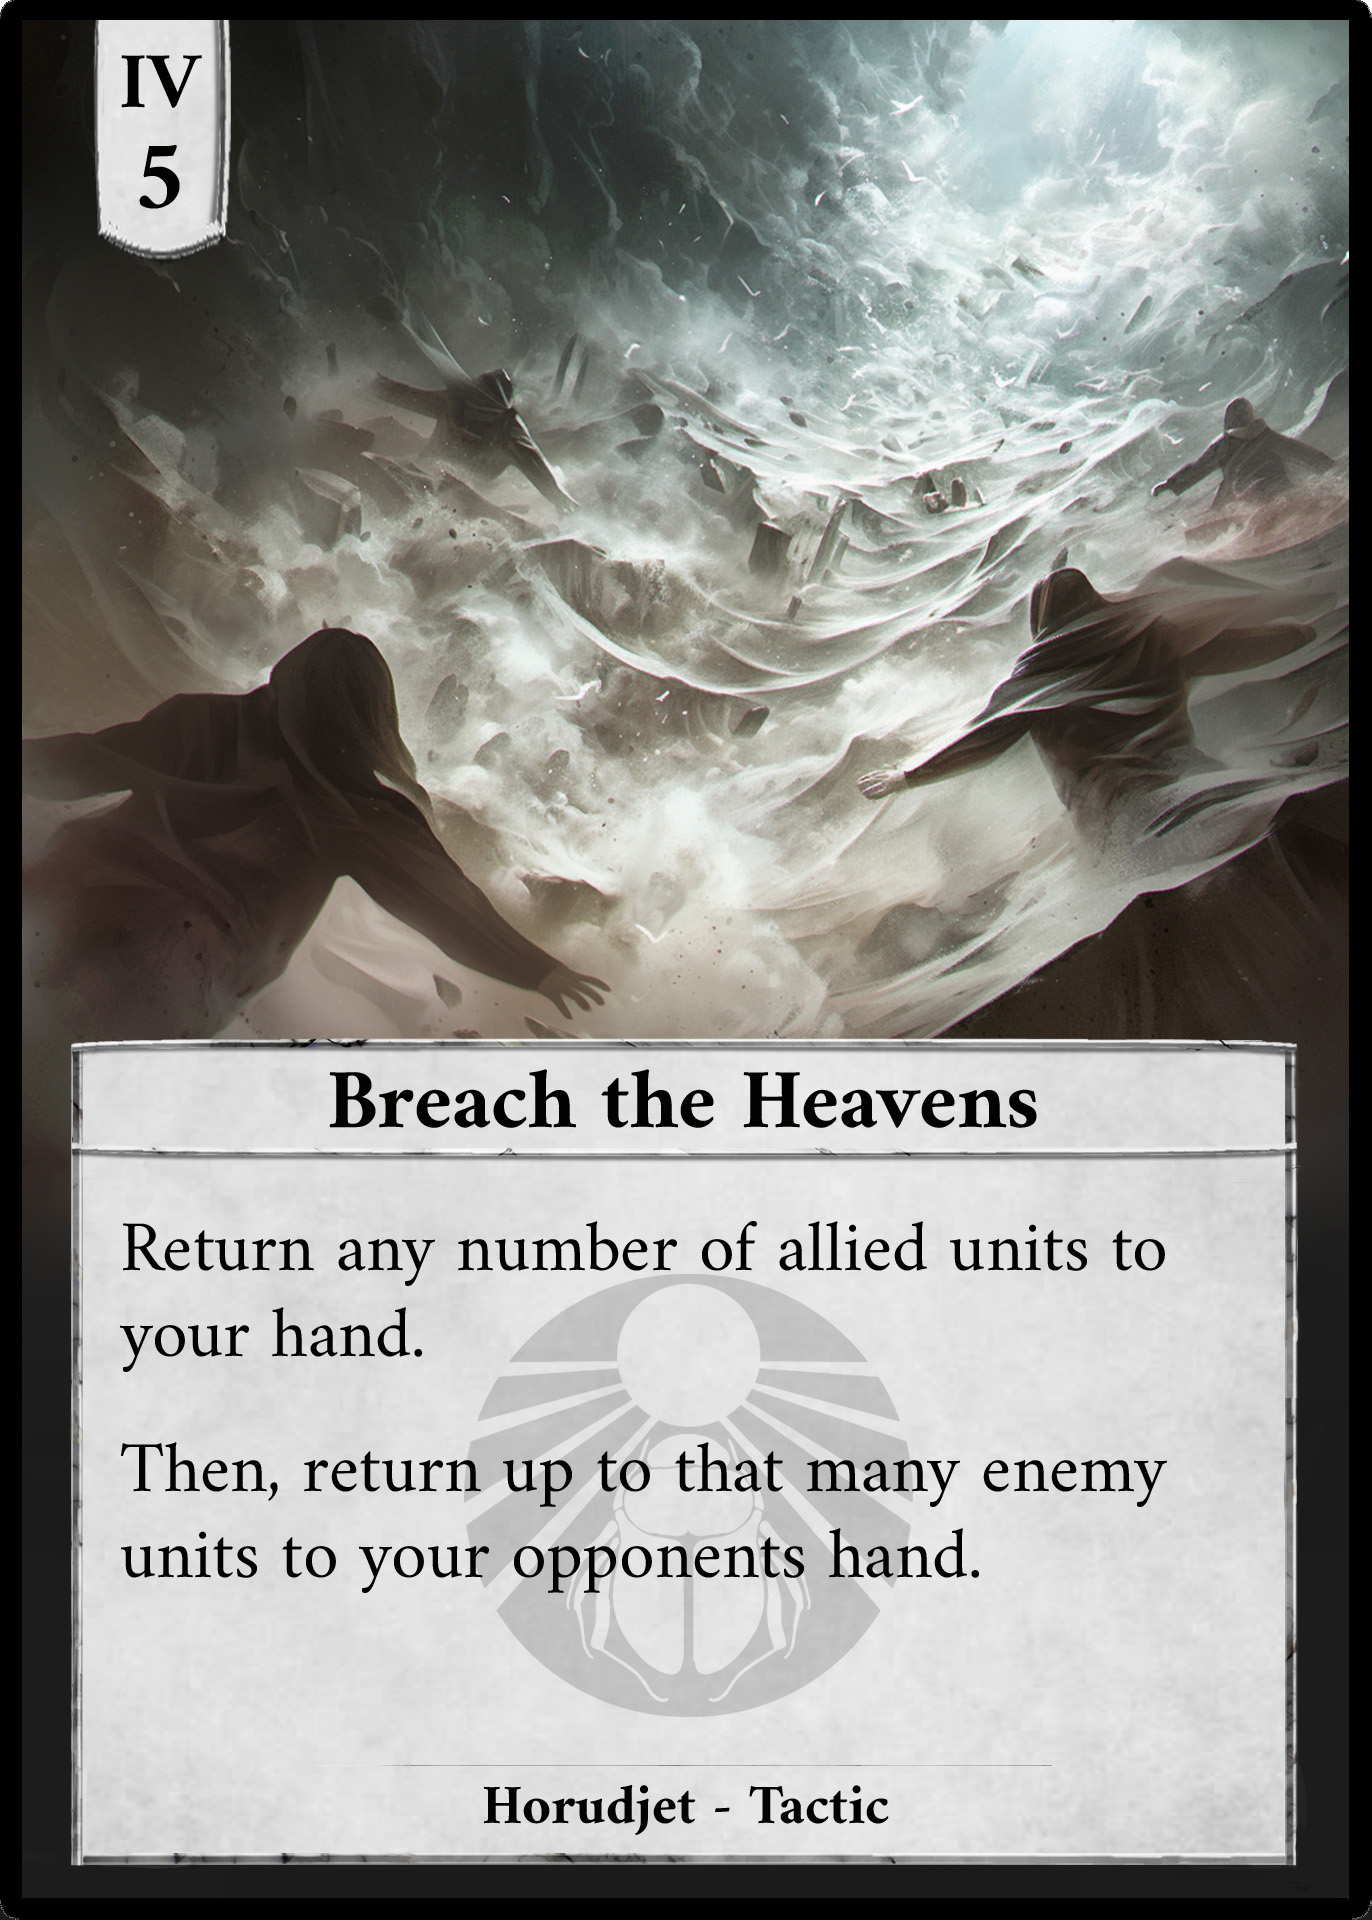 IV
5
Breach the Heavens
Return any number of allied units to
your hand.
Then, return up to that many enemy
units to your opponents hand.
Horudjet - Tactic